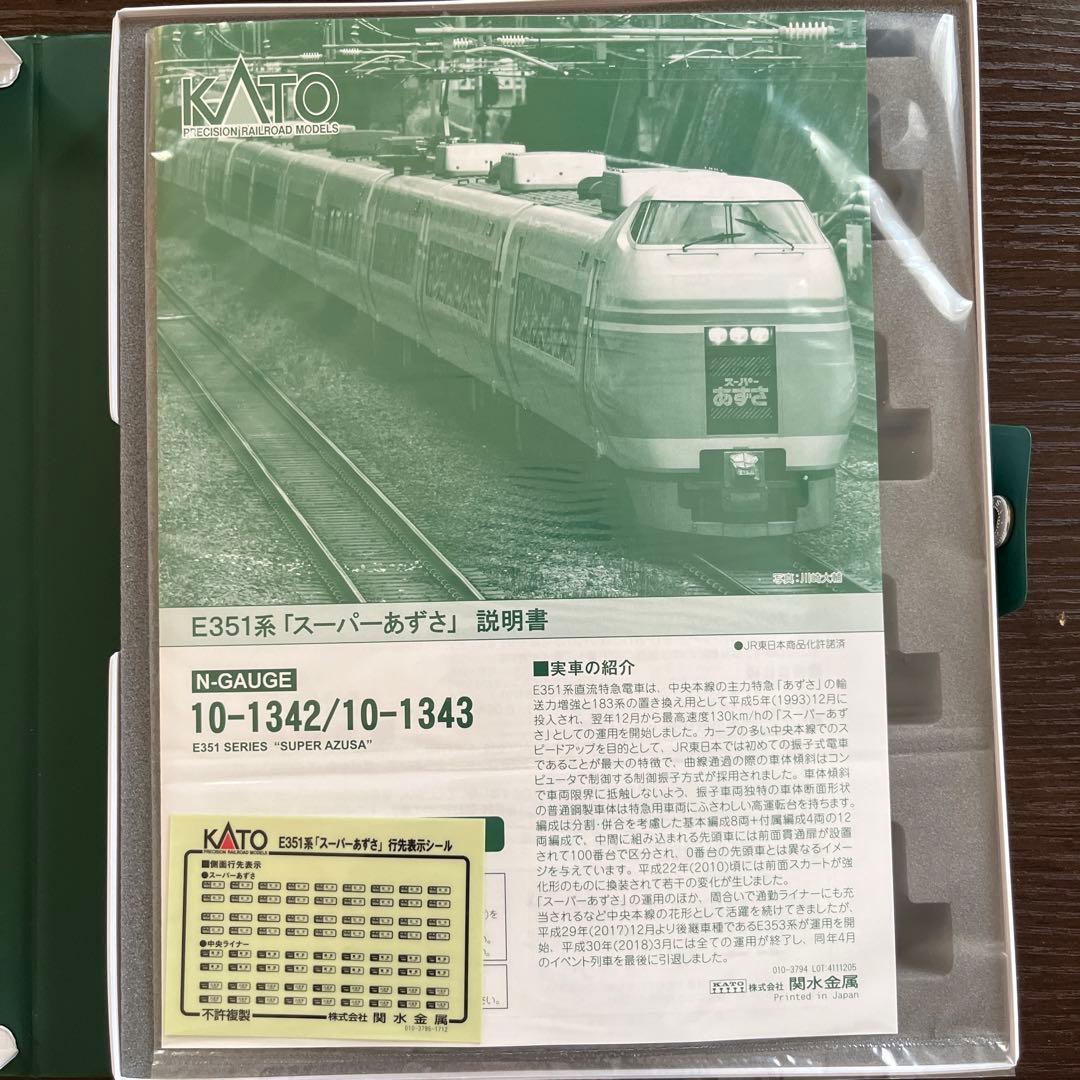 KATO
PRECISION RAILROAD MODELS
スーパー
あずさ
写真：川崎大輔
E351系「スーパーあずさ」 説明書
●JR東日本商品化許諾済
N-GAUGE
10-1342/10-1343
E351 SERIES “SUPER AZUSA”
■実車の紹介
E351系直流特急電車は、中央本線の主力特急「あずさ」の輸
送力増強と183系の置き換え用として平成5年(1993)12月に
投入され、翌年12月から最高速度130km/hの「スーパーあず
さ」としての運用を開始しました。カーブの多い中央本線でのス
ピードアップを目的として、JR東日本では初めての振子式電車
であることが最大の特徴で、曲線通過の際の車体傾斜はコン
ピュータで制御する制御振子方式が採用されました。車体傾斜
で車両限界に抵触しないよう、振子車両独特の車体断面形状
の普通鋼製車体は特急用車両にふさわしい高運転台を持ちます。
編成は分割・併合を考慮した基本編成8両+付属編成4両の12
両編成で、中間に組み込まれる先頭車には前面貫通扉が設置
されて100番台で区分され、0番台の先頭車とは異なるイメー
ジを与えています。平成22年(2010)頃には前面スカートが強
化形のものに換装されて若干の変化が生じました。
「スーパーあずさ」の運用のほか、間合いで通勤ライナーにも充
当されるなど中央本線の花形として活躍を続けてきましたが、
平成29年(2017)12月より後継車種であるE353系が運用を開
始、平成30年(2018)3月には全ての運用が終了し、同年4月
のイベント列車を最後に引退しました。
010-3794 LOT:4111205
KATO 株式会社 関水金属
Printed in Japan
KATO
PRECISION RAILROAD MODELS
E351系「スーパーあずさ」行先表示シール
■側面行先表示
●スーパーあずさ
●中央ライナー
不許複製
株式会社 関水金属
010-3796-1712
を
い。
さい。